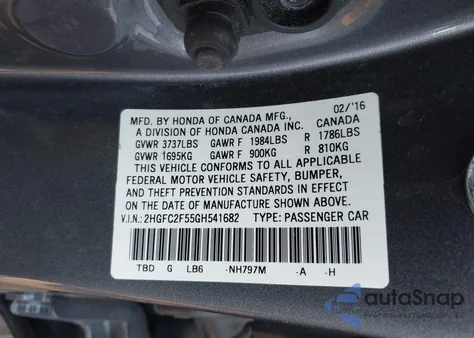 MFD. BY HONDA OF CANADA MFG., 02/'16
A DIVISION OF HONDA CANADA INC. CANADA
GVWR 3737LBS GAWR F 1984LBS R 1786LBS
GVWR 1695KG GAWR F 900KG R 810KG
THIS VEHICLE CONFORMS TO ALL APPLICABLE
FEDERAL MOTOR VEHICLE SAFETY, BUMPER,
AND THEFT PREVENTION STANDARDS IN EFFECT
ON THE DATE OF MANUFACTURE SHOWN ABOVE.
V.I.N.: 2HGFC2F55GH541682 TYPE: PASSENGER CAR
TBD G LB6 -NH797M -A -H
autoSnap